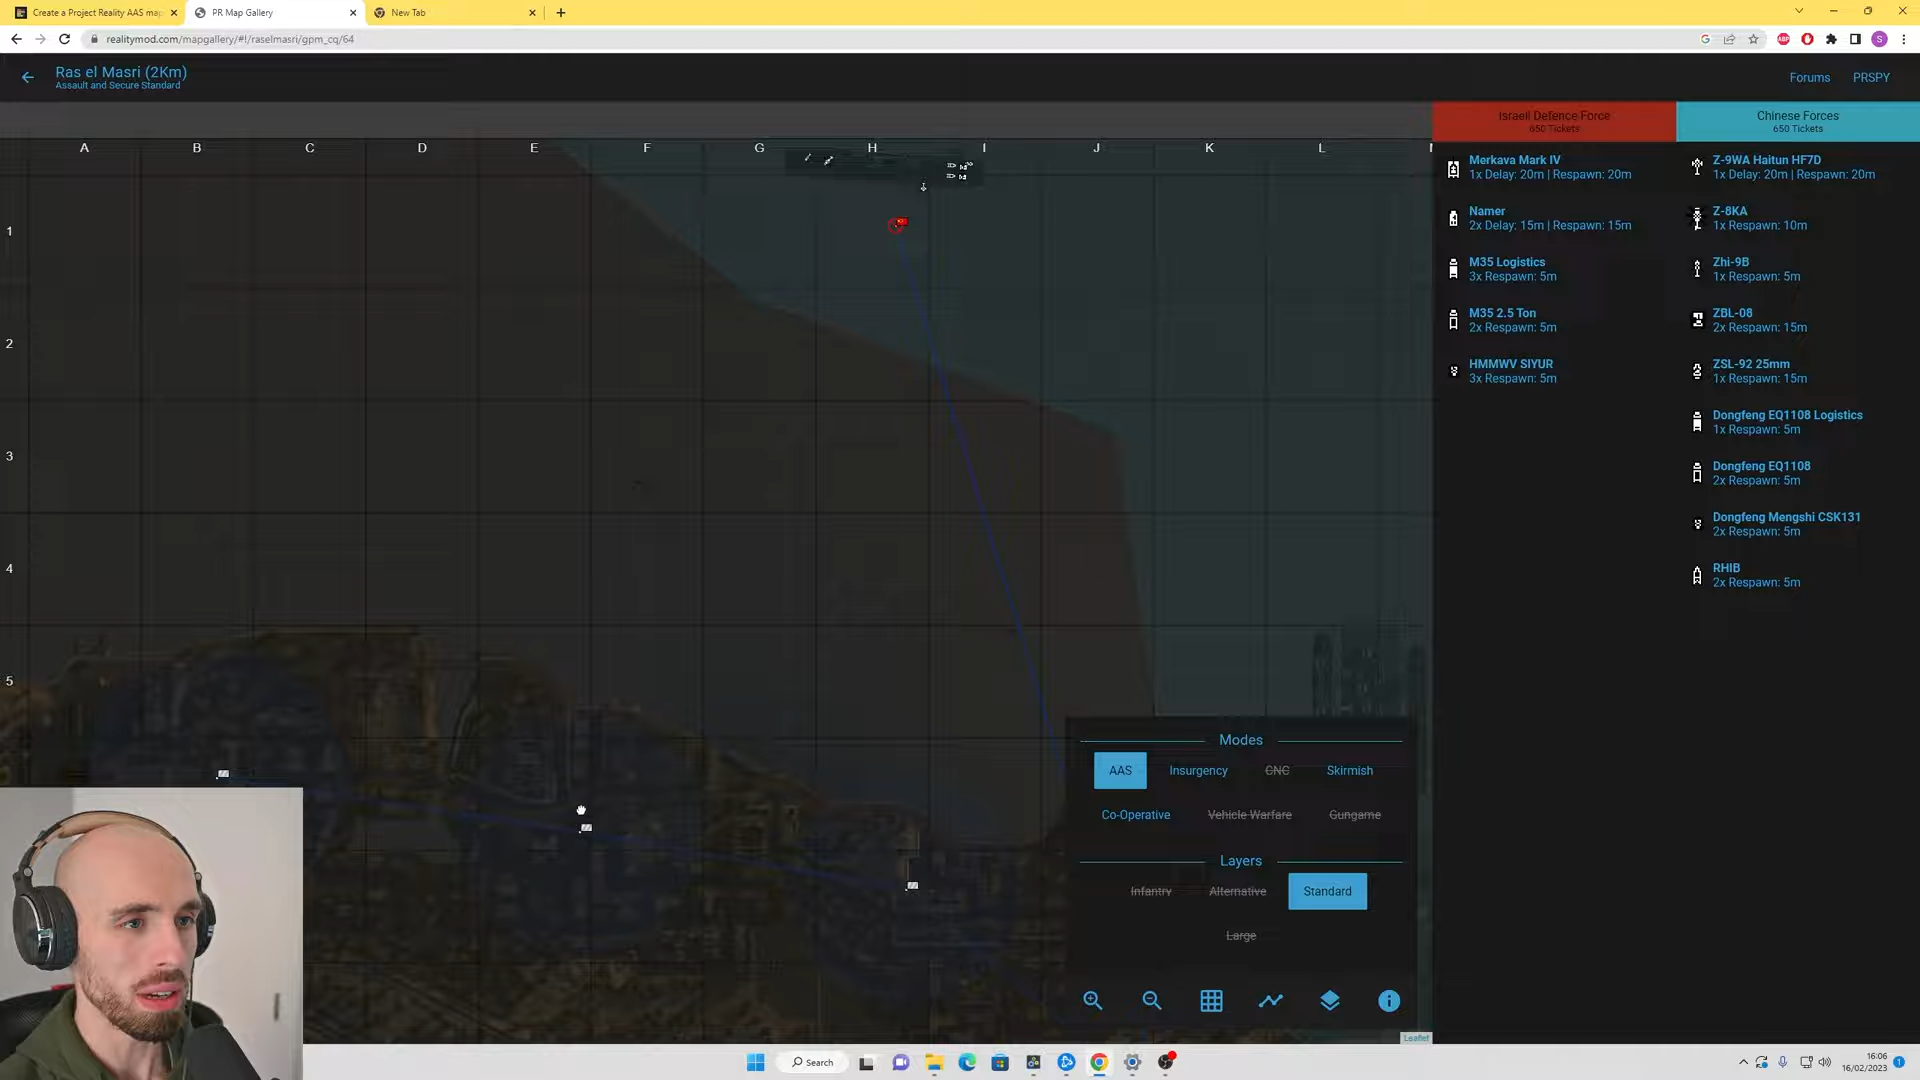 Create a Project Reality AAS map
PR Map Gallery
New Tab
realitymod.com/mapgallery/#!/raselmasri/gpm_cq/64
Ras el Masri (2Km)
Assault and Secure Standard
Forums
PRSPY
Israeli Defence Force
650 Tickets
Chinese Forces
650 Tickets
A B C D E F G H I J K L
1
2
3
4
5
Merkava Mark IV
1x Delay: 20m | Respawn: 20m
Namer
2x Delay: 15m | Respawn: 15m
M35 Logistics
3x Respawn: 5m
M35 2.5 Ton
2x Respawn: 5m
HMMWV SIYUR
3x Respawn: 5m
Z-9WA Haitun HF7D
1x Delay: 20m | Respawn: 20m
Z-8KA
1x Respawn: 10m
Zhi-9B
1x Respawn: 5m
ZBL-08
2x Respawn: 15m
ZSL-92 25mm
1x Respawn: 15m
Dongfeng EQ1108 Logistics
1x Respawn: 5m
Dongfeng EQ1108
2x Respawn: 5m
Dongfeng Mengshi CSK131
2x Respawn: 5m
RHIB
2x Respawn: 5m
Modes
AAS Insurgency CNC Skirmish
Co-Operative Vehicle Warfare Gungame
Layers
Infantry Alternative Standard
Large
Leaflet
Search
16:06
16/02/2023